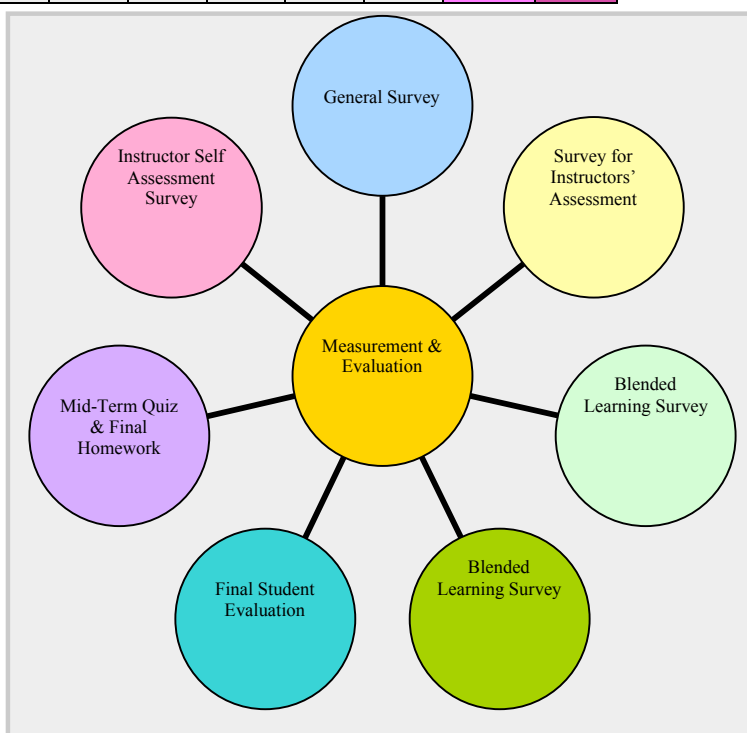 General Survey
Instructor Self
Assessment
Survey
Survey for
Instructors’
Assessment
Measurement &
Evaluation
Mid-Term Quiz
& Final
Homework
Blended
Learning Survey
Final Student
Evaluation
Blended
Learning Survey